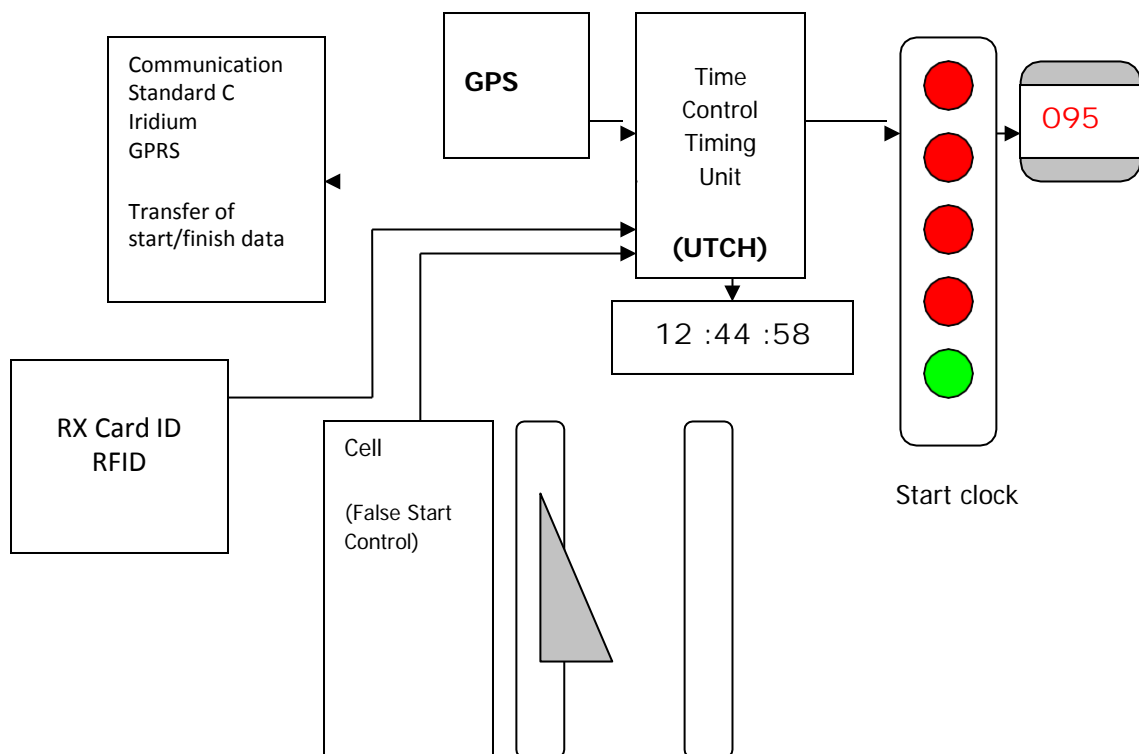 Communication
Standard C
Iridium
GPRS
Transfer of
start/finish data
GPS
Time
Control
Timing
Unit
(UTCH)
095
12 :44 :58
RX Card ID
RFID
Cell
(False Start
Control)
Start clock